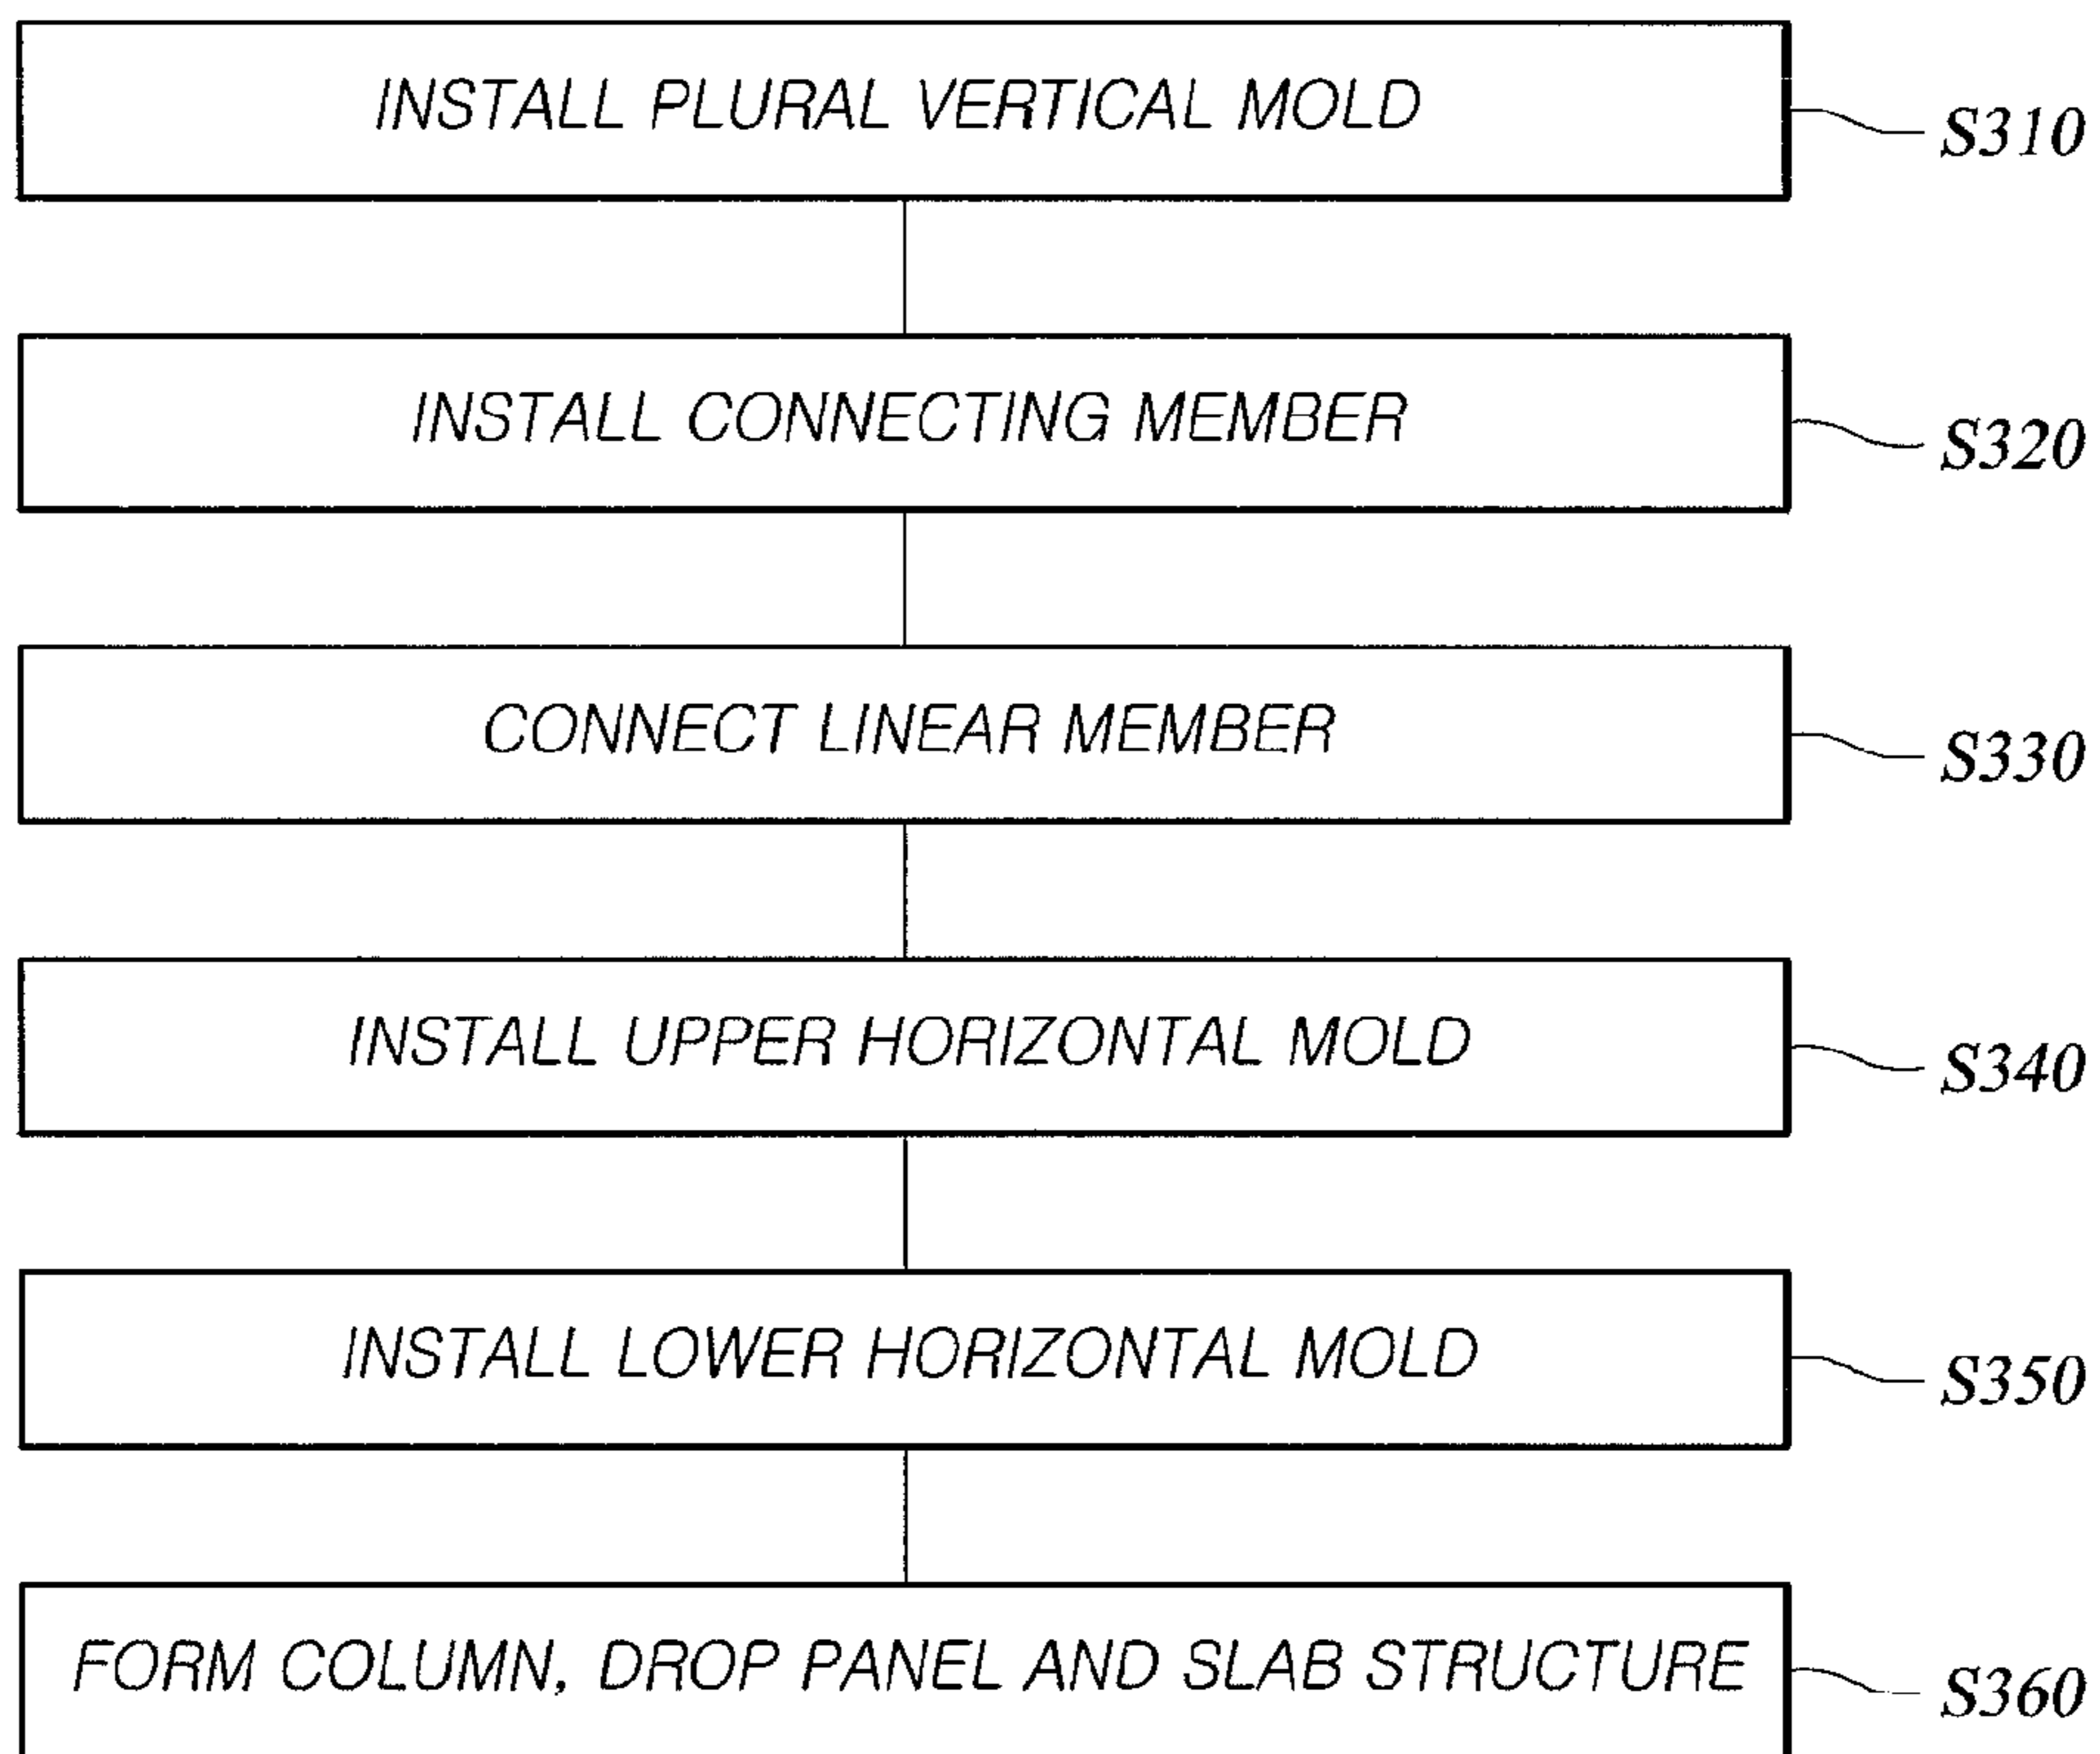 INSTALL PLURAL VERTICAL MOLD
S310
INSTALL CONNECTING MEMBER
S320
CONNECT LINEAR MEMBER
S330
INSTALL UPPER HORIZONTAL MOLD
S340
INSTALL LOWER HORIZONTAL MOLD
S350
FORM COLUMN, DROP PANEL AND SLAB STRUCTURE
S360